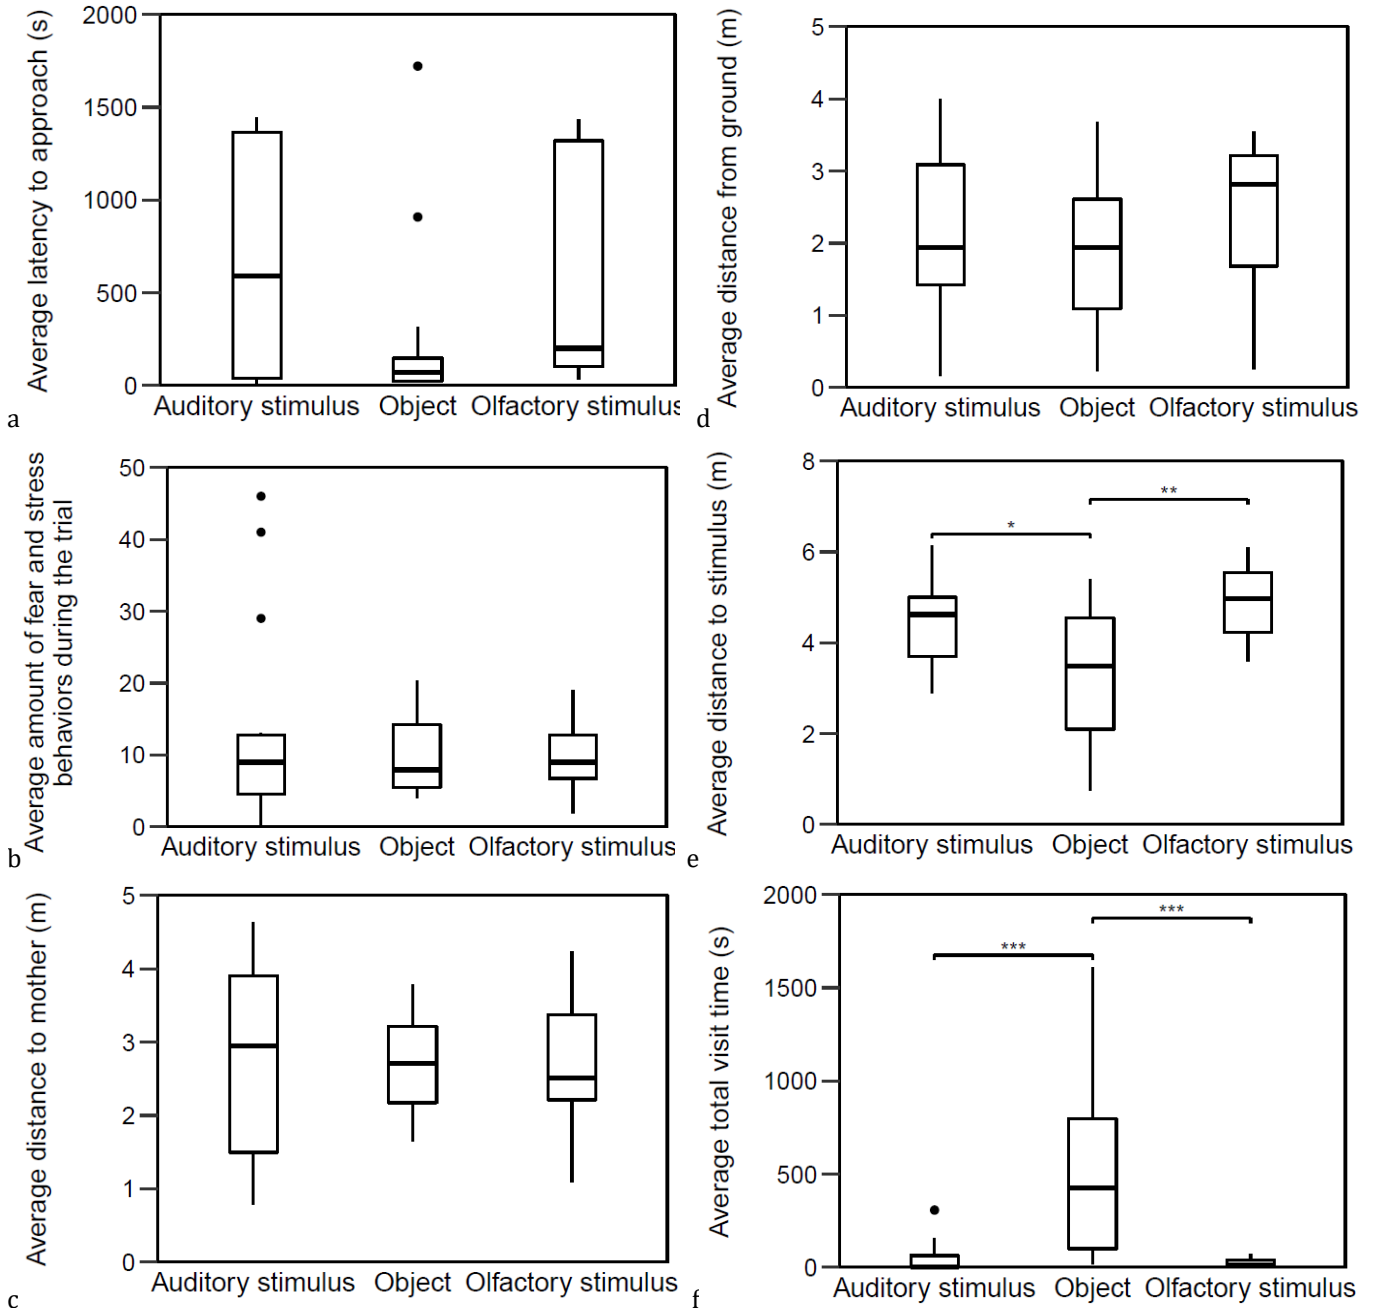 Average latency to approach (s)
2000
1500
1000
500
0
Auditory stimulus Object Olfactory stimulus
a
Average distance from ground (m)
5
4
3
2
1
0
Auditory stimulus Object Olfactory stimulus
d
Average amount of fear and stress
behaviors during the trial
50
40
30
20
10
0
Auditory stimulus Object Olfactory stimulus
b
Average distance to stimulus (m)
8
6
4
2
0
*
**
Auditory stimulus Object Olfactory stimulus
e
Average distance to mother (m)
5
4
3
2
1
0
Auditory stimulus Object Olfactory stimulus
c
Average total visit time (s)
2000
1500
1000
500
0
***
***
Auditory stimulus Object Olfactory stimulus
f